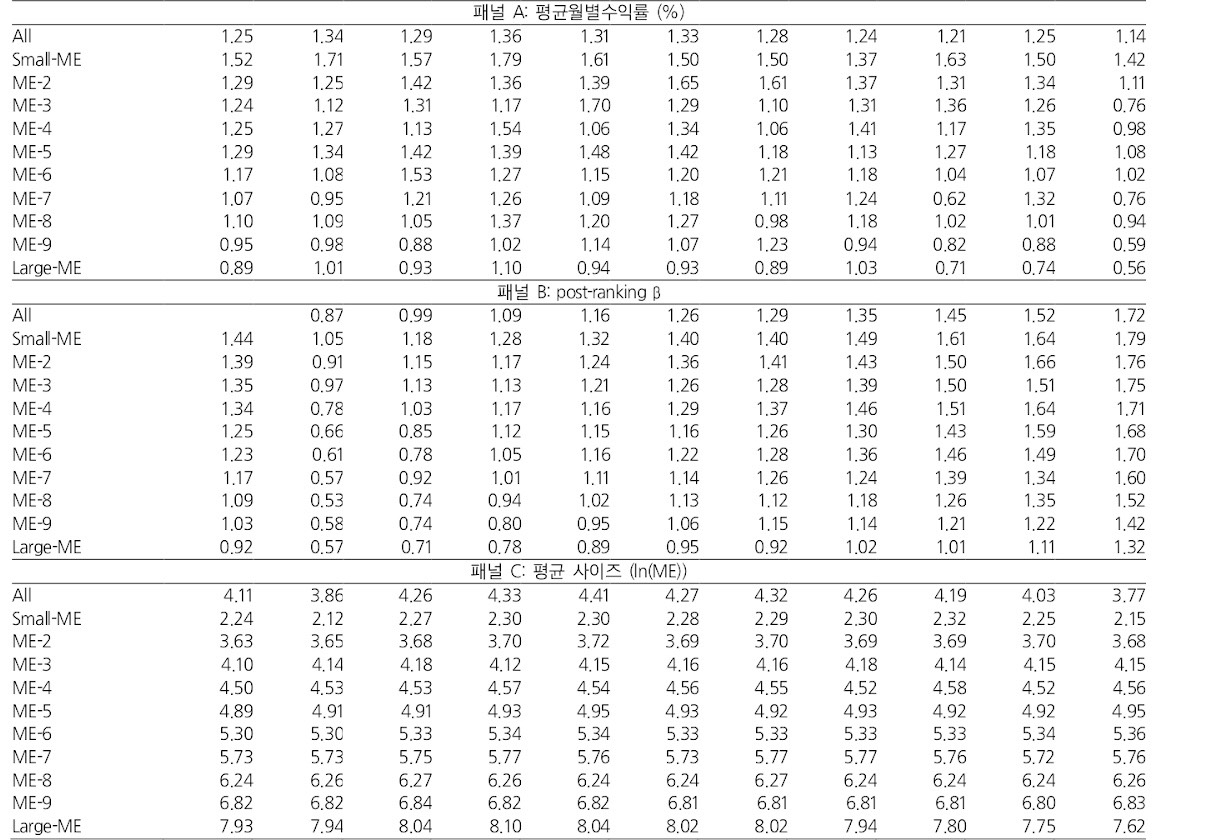 패널 A: 평균월별수익률 (%)
All 1.25 1.34 1.29 1.36 1.31 1.33 1.28 1.24 1.21 1.25 1.14
Small-ME 1.52 1.71 1.57 1.79 1.61 1.50 1.50 1.37 1.63 1.50 1.42
ME-2 1.29 1.25 1.42 1.36 1.39 1.65 1.61 1.37 1.31 1.34 1.11
ME-3 1.24 1.12 1.31 1.17 1.70 1.29 1.10 1.31 1.36 1.26 0.76
ME-4 1.25 1.27 1.13 1.54 1.06 1.34 1.06 1.41 1.17 1.35 0.98
ME-5 1.29 1.34 1.42 1.39 1.48 1.42 1.18 1.13 1.27 1.18 1.08
ME-6 1.17 1.08 1.53 1.27 1.15 1.20 1.21 1.18 1.04 1.07 1.02
ME-7 1.07 0.95 1.21 1.26 1.09 1.18 1.11 1.24 0.62 1.32 0.76
ME-8 1.10 1.09 1.05 1.37 1.20 1.27 0.98 1.18 1.02 1.01 0.94
ME-9 0.95 0.98 0.88 1.02 1.14 1.07 1.23 0.94 0.82 0.88 0.59
Large-ME 0.89 1.01 0.93 1.10 0.94 0.93 0.89 1.03 0.71 0.74 0.56
패널 B: post-ranking β
All 0.87 0.99 1.09 1.16 1.26 1.29 1.35 1.45 1.52 1.72
Small-ME 1.44 1.05 1.18 1.28 1.32 1.40 1.40 1.49 1.61 1.64 1.79
ME-2 1.39 0.91 1.15 1.17 1.24 1.36 1.41 1.43 1.50 1.66 1.76
ME-3 1.35 0.97 1.13 1.13 1.21 1.26 1.28 1.39 1.50 1.51 1.75
ME-4 1.34 0.78 1.03 1.17 1.16 1.29 1.37 1.46 1.51 1.64 1.71
ME-5 1.25 0.66 0.85 1.12 1.15 1.16 1.26 1.30 1.43 1.59 1.68
ME-6 1.23 0.61 0.78 1.05 1.16 1.22 1.28 1.36 1.46 1.49 1.70
ME-7 1.17 0.57 0.92 1.01 1.11 1.14 1.26 1.24 1.39 1.34 1.60
ME-8 1.09 0.53 0.74 0.94 1.02 1.13 1.12 1.18 1.26 1.35 1.52
ME-9 1.03 0.58 0.74 0.80 0.95 1.06 1.15 1.14 1.21 1.22 1.42
Large-ME 0.92 0.57 0.71 0.78 0.89 0.95 0.92 1.02 1.01 1.11 1.32
패널 C: 평균 사이즈 (ln(ME))
All 4.11 3.86 4.26 4.33 4.41 4.27 4.32 4.26 4.19 4.03 3.77
Small-ME 2.24 2.12 2.27 2.30 2.30 2.28 2.29 2.30 2.32 2.25 2.15
ME-2 3.63 3.65 3.68 3.70 3.72 3.69 3.70 3.69 3.69 3.70 3.68
ME-3 4.10 4.14 4.18 4.12 4.15 4.16 4.16 4.18 4.14 4.15 4.15
ME-4 4.50 4.53 4.53 4.57 4.54 4.56 4.55 4.52 4.58 4.52 4.56
ME-5 4.89 4.91 4.91 4.93 4.95 4.93 4.92 4.93 4.92 4.92 4.95
ME-6 5.30 5.30 5.33 5.34 5.34 5.33 5.33 5.33 5.33 5.34 5.36
ME-7 5.73 5.73 5.75 5.77 5.76 5.73 5.77 5.77 5.76 5.72 5.76
ME-8 6.24 6.26 6.27 6.26 6.24 6.24 6.27 6.24 6.24 6.24 6.26
ME-9 6.82 6.82 6.84 6.82 6.82 6.81 6.81 6.81 6.81 6.80 6.83
Large-ME 7.93 7.94 8.04 8.10 8.04 8.02 8.02 7.94 7.80 7.75 7.62